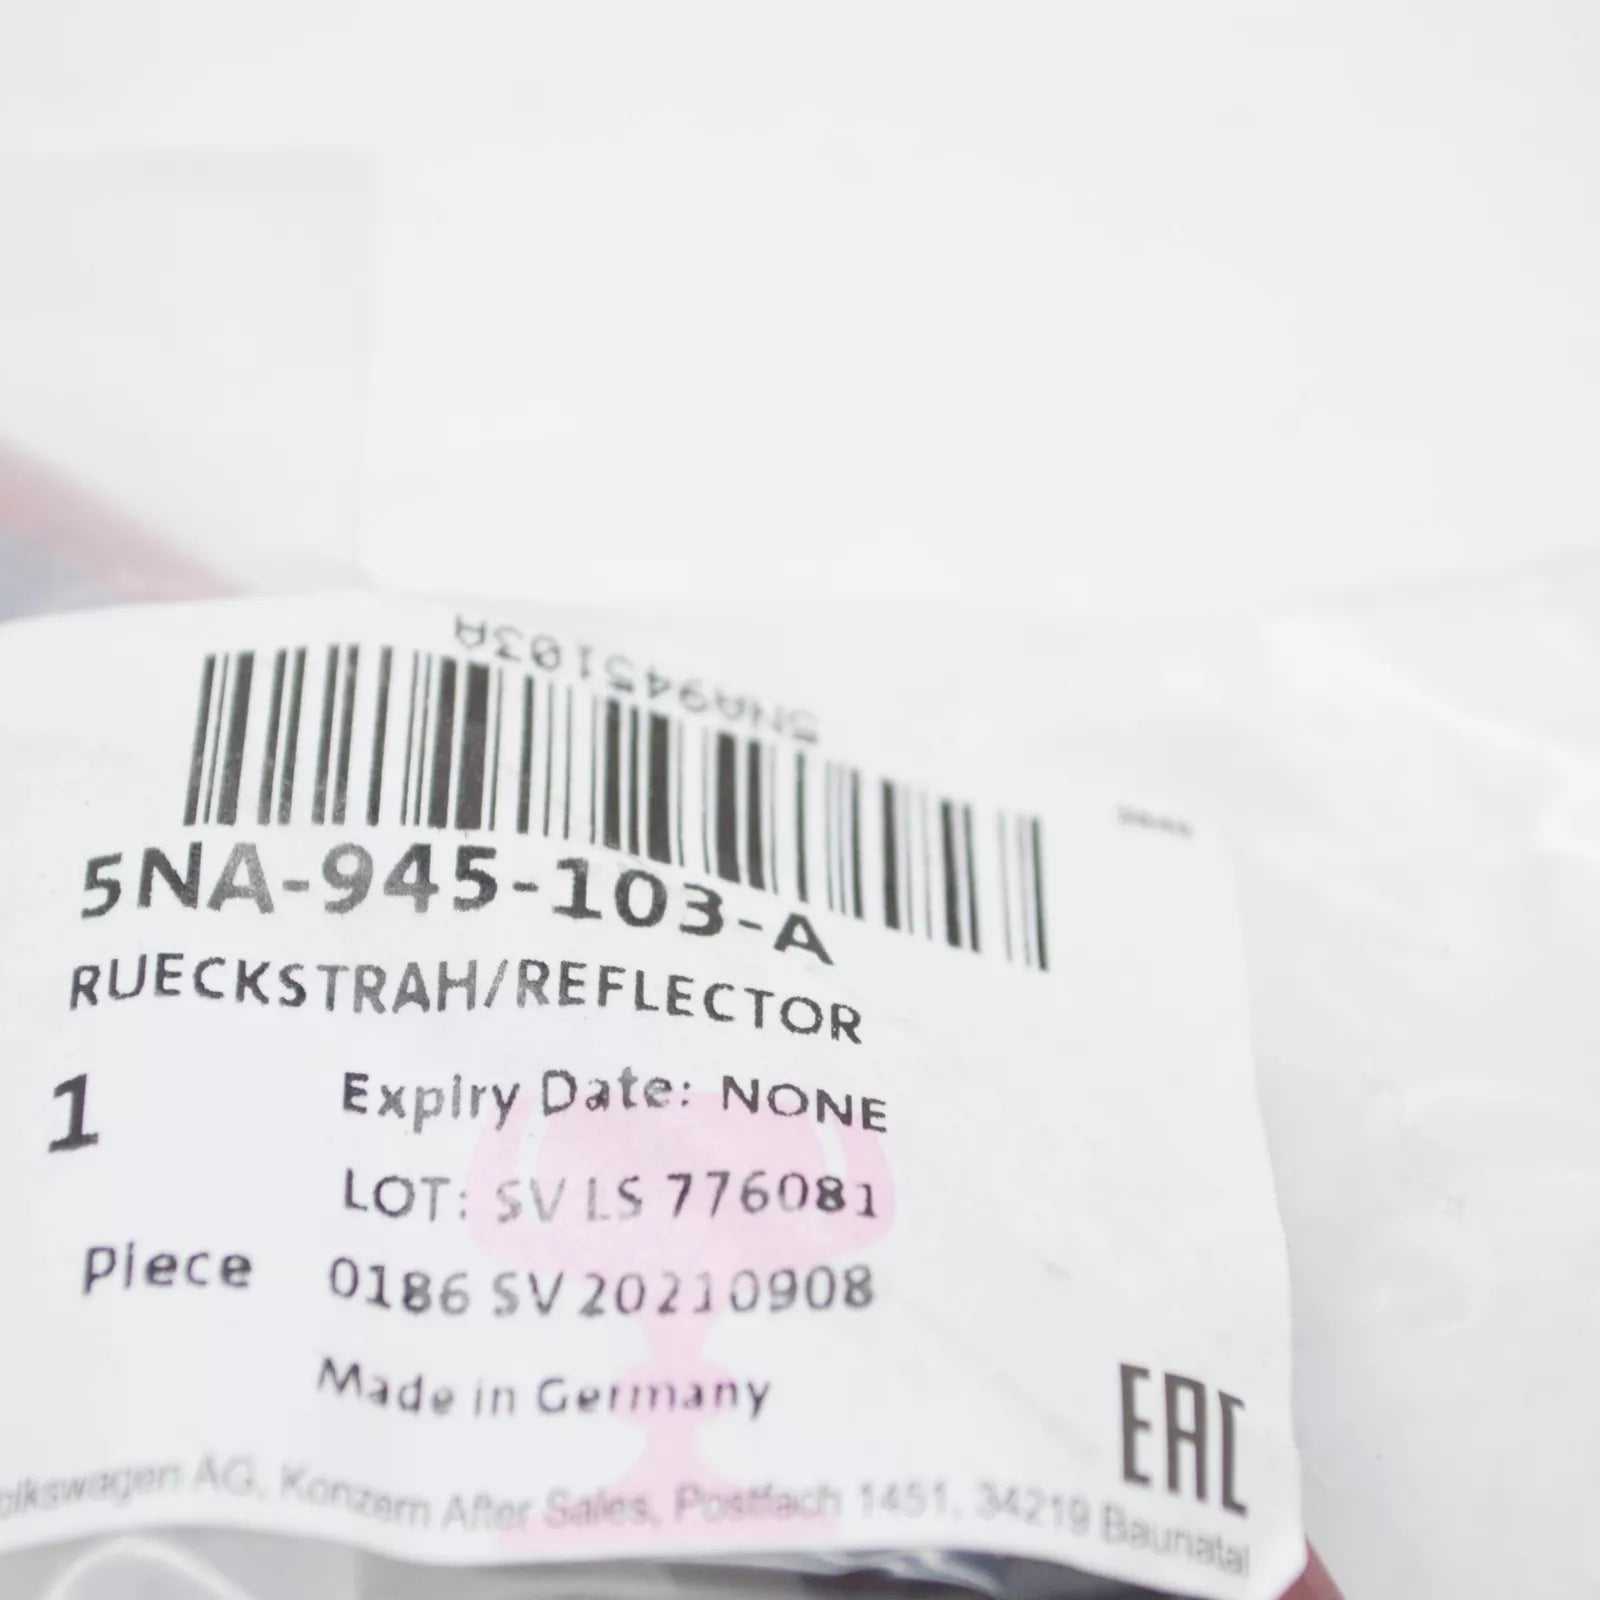 5NA945103A
5NA-945-103-A
RUECKSTRAH/REFLECTOR
1
Expiry Date: NONE
LOT: SV LS 776081
Piece
0186 SV 20210908
Made in Germany
EAC
olkswagen AG, Konzern After Sales, Postfach 1451, 34219 Baunatal